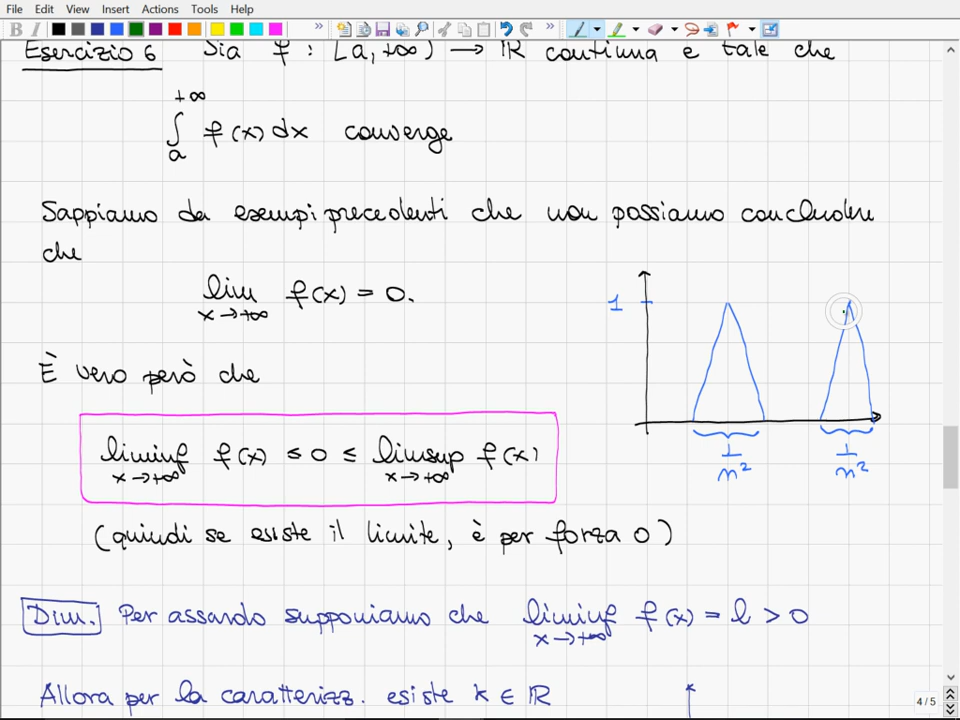 File Edit View Insert Actions Tools Help
Esercizio 6 Sia f : [a, +∞) → ℝ continua e tale che
+∞
∫ f(x) dx converge
a
Sappiamo da esempi precedenti che non possiamo concludere
che
lim f(x) = 0.
x → +∞
1
È vero però che
liminf f(x) ≤ 0 ≤ limsup f(x)
x → +∞ x → +∞
1/n² 1/n²
(quindi se esiste il limite, è per forza 0)
Dim. Per assurdo supponiamo che liminf f(x) = l > 0
x → +∞
Allora per la caratterizz. esiste k ∈ ℝ
4 / 5